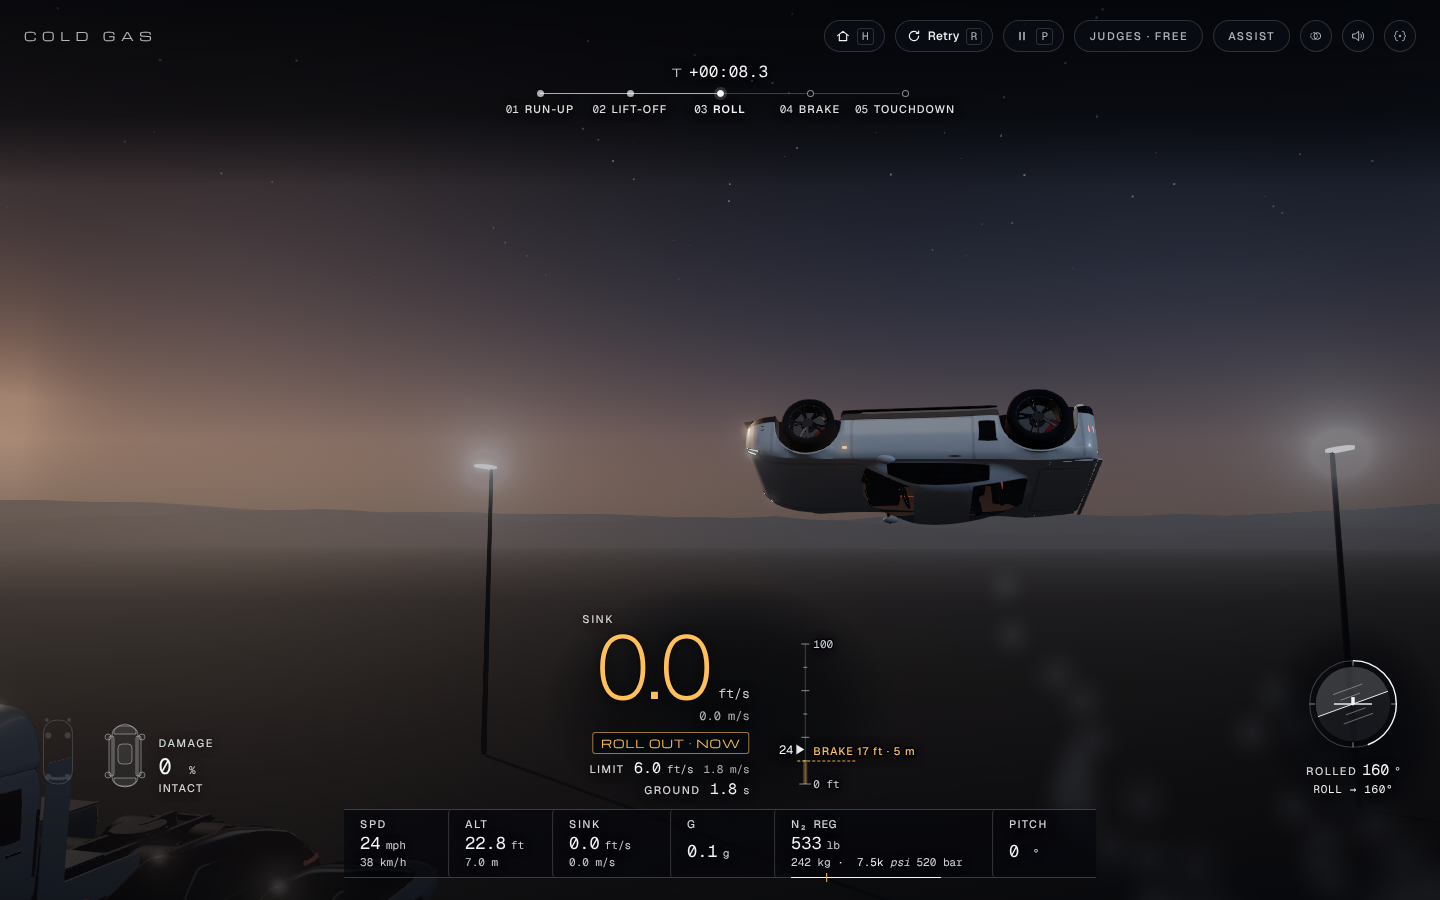 COLD GAS
H
Retry R
P
JUDGES · FREE
ASSIST
T +00:08.3
01 RUN-UP
02 LIFT-OFF
03 ROLL
04 BRAKE
05 TOUCHDOWN
SINK
0.0 ft/s
0.0 m/s
ROLL OUT · NOW
LIMIT 6.0 ft/s 1.8 m/s
GROUND 1.8 s
100
24
BRAKE 17 ft · 5 m
0 ft
DAMAGE
0 %
INTACT
ROLLED 160 °
ROLL → 160°
SPD
24 mph
38 km/h
ALT
22.8 ft
7.0 m
SINK
0.0 ft/s
0.0 m/s
G
0.1 g
N₂ REG
533 lb
242 kg · 7.5k psi 520 bar
PITCH
0 °